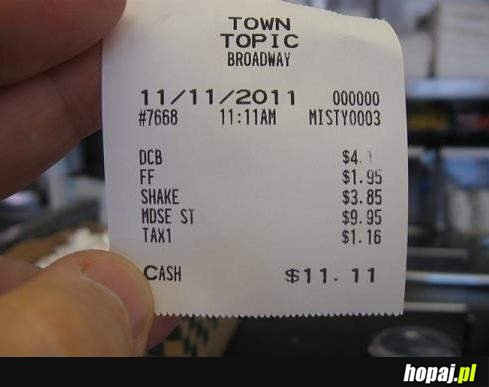 TOWN
TOPIC
BROADWAY
11/11/2011 000000
#7668 11:11AM MISTY0003
DCB
FF $1.95
SHAKE $3.85
MDSE ST $9.95
TAX1 $1.16
CASH $11.11
hopaj.pl